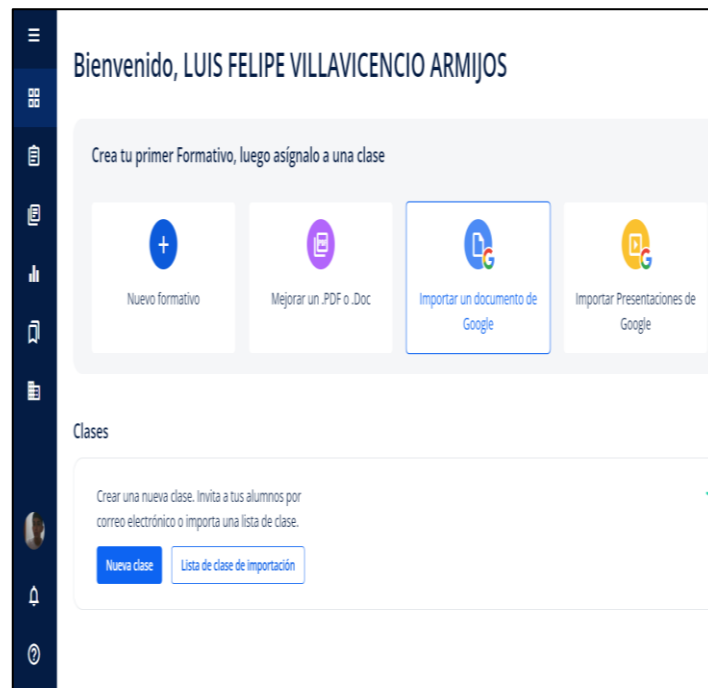 Bienvenido, LUIS FELIPE VILLAVICENCIO ARMIJOS
Crea tu primer Formativo, luego asígnalo a una clase
Nuevo formativo
Mejorar un .PDF o .Doc
Importar un documento de
Google
Importar Presentaciones de
Google
Clases
Crear una nueva clase. Invita a tus alumnos por
correo electrónico o importa una lista de clase.
Nueva clase
Lista de clase de importación